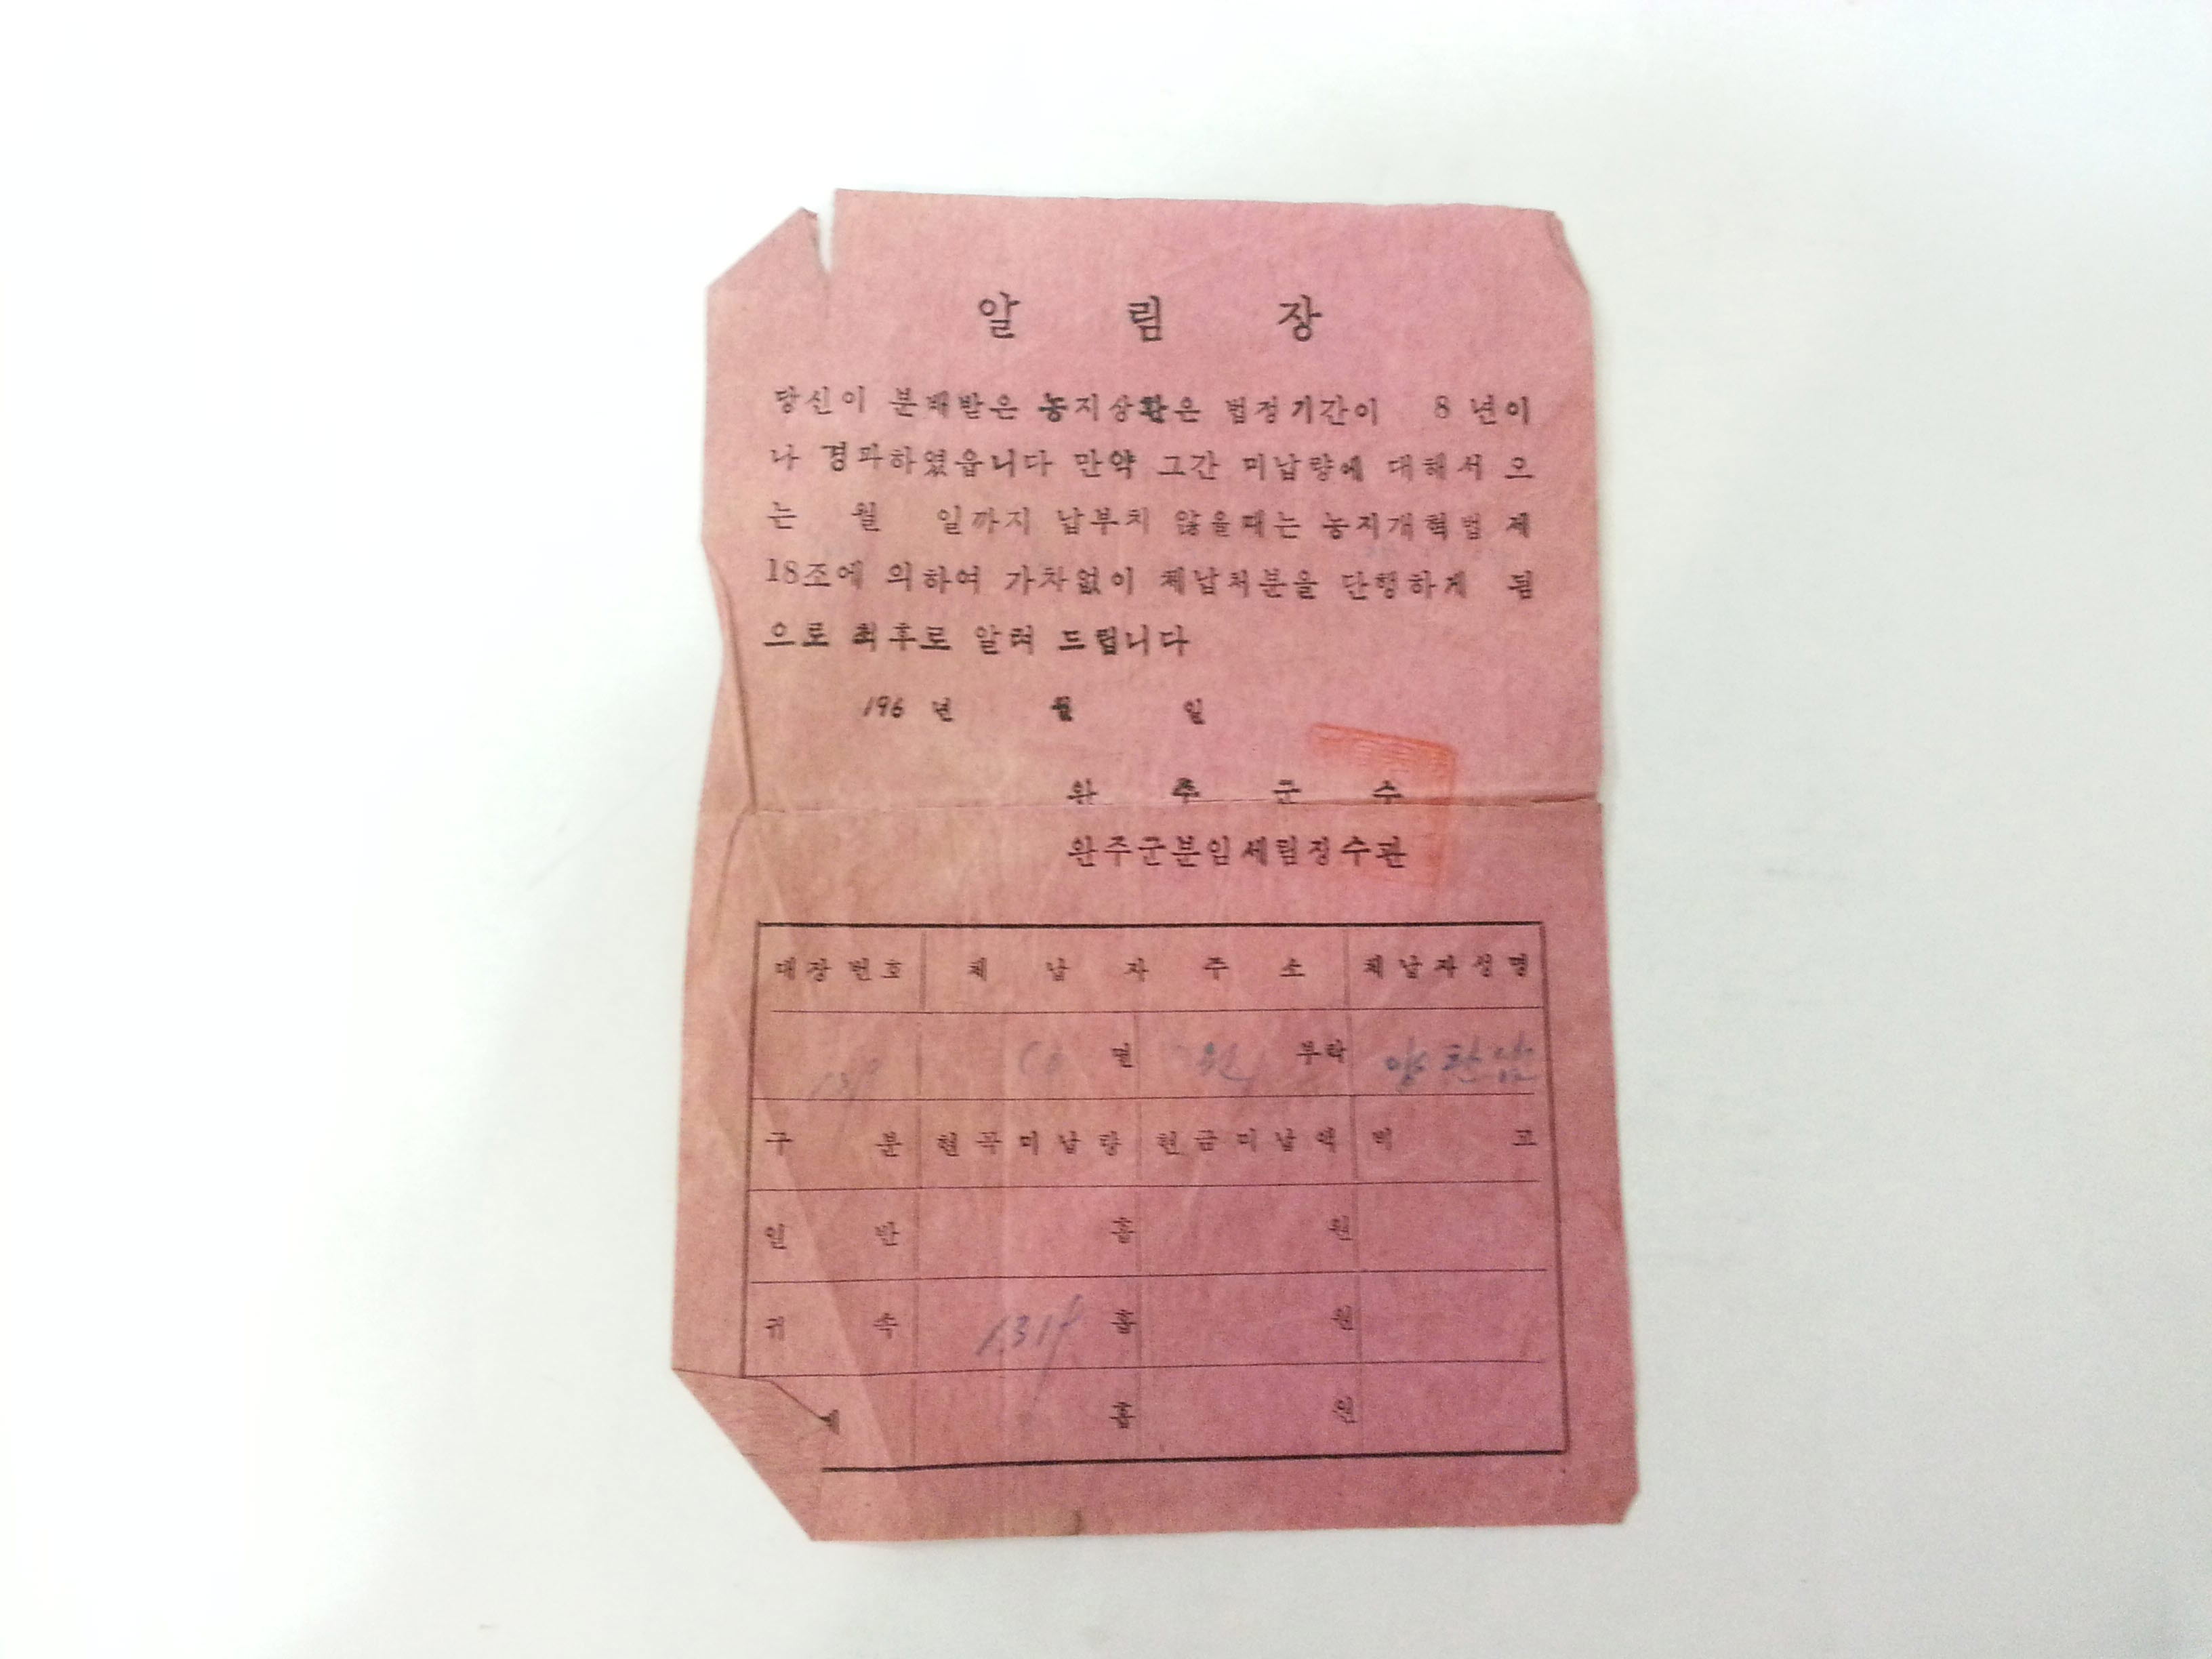 알림장
당신이 분배받은 농지상환은 법정기간이 8년이
나 경과하였읍니다 만약 그간 미납량에 대해서 오
는 월 일까지 납부치 않을때는 농지개혁법 제
18조에 의하여 가차없이 체납처분을 단행하게 됨
으로 최후로 알려 드립니다
196 년 월 일
완주군수
완주군분임세입징수관
대장번호 체납자주소 체납자성명
면 부락
구분 현곡미납량 현금미납액 비고
일반 홉 원
귀속 홉 원
계 홉 원